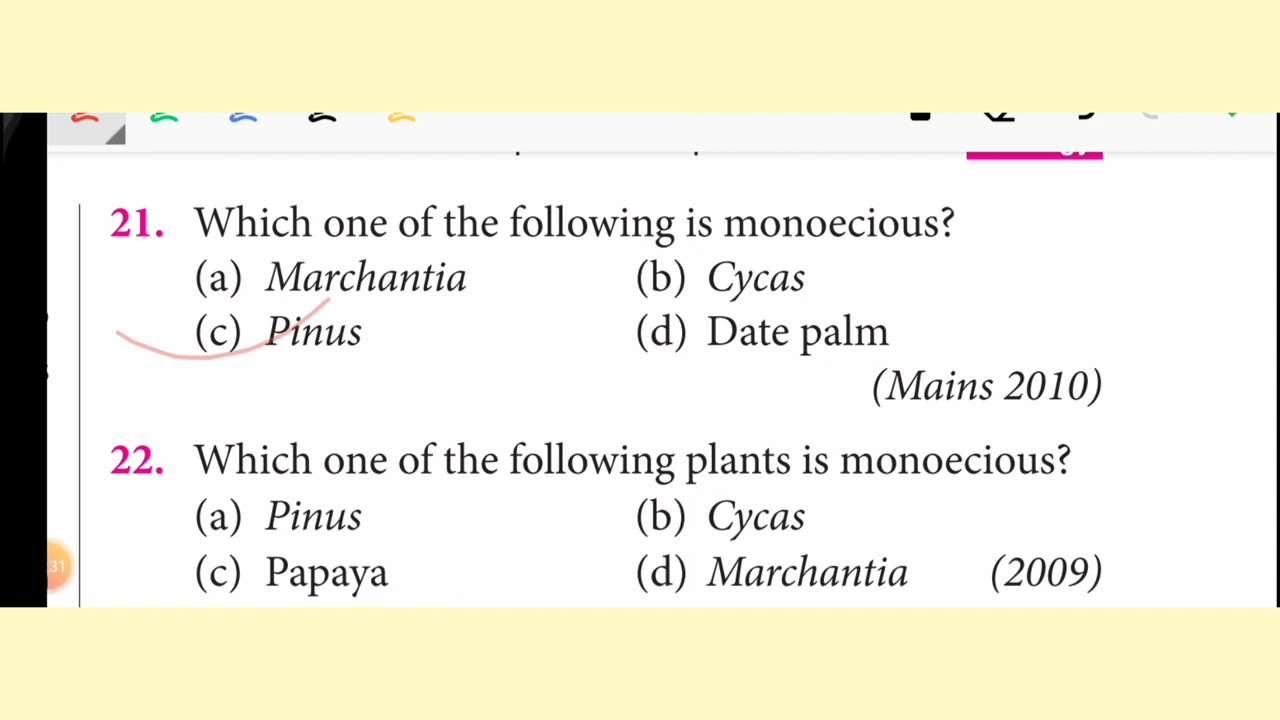 21. Which one of the following is monoecious?
(a) Marchantia (b) Cycas
(c) Pinus (d) Date palm
(Mains 2010)
22. Which one of the following plants is monoecious?
(a) Pinus (b) Cycas
31
(c) Papaya (d) Marchantia (2009)